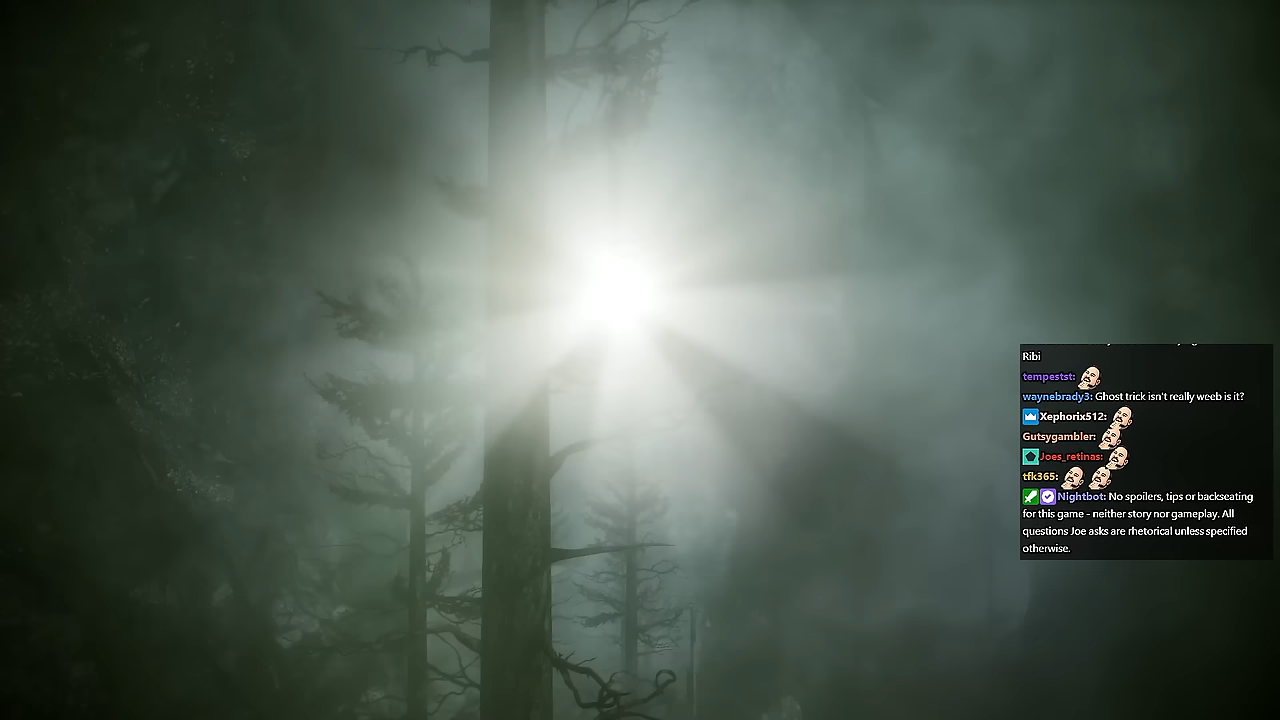 Ribi
tempestst:
waynebrady3: Ghost trick isn't really weeb is it?
Xephorix512:
Gutsygambler:
Joes_retinas:
tfk365:
Nightbot: No spoilers, tips or backseating
for this game - neither story nor gameplay. All
questions Joe asks are rhetorical unless specified
otherwise.